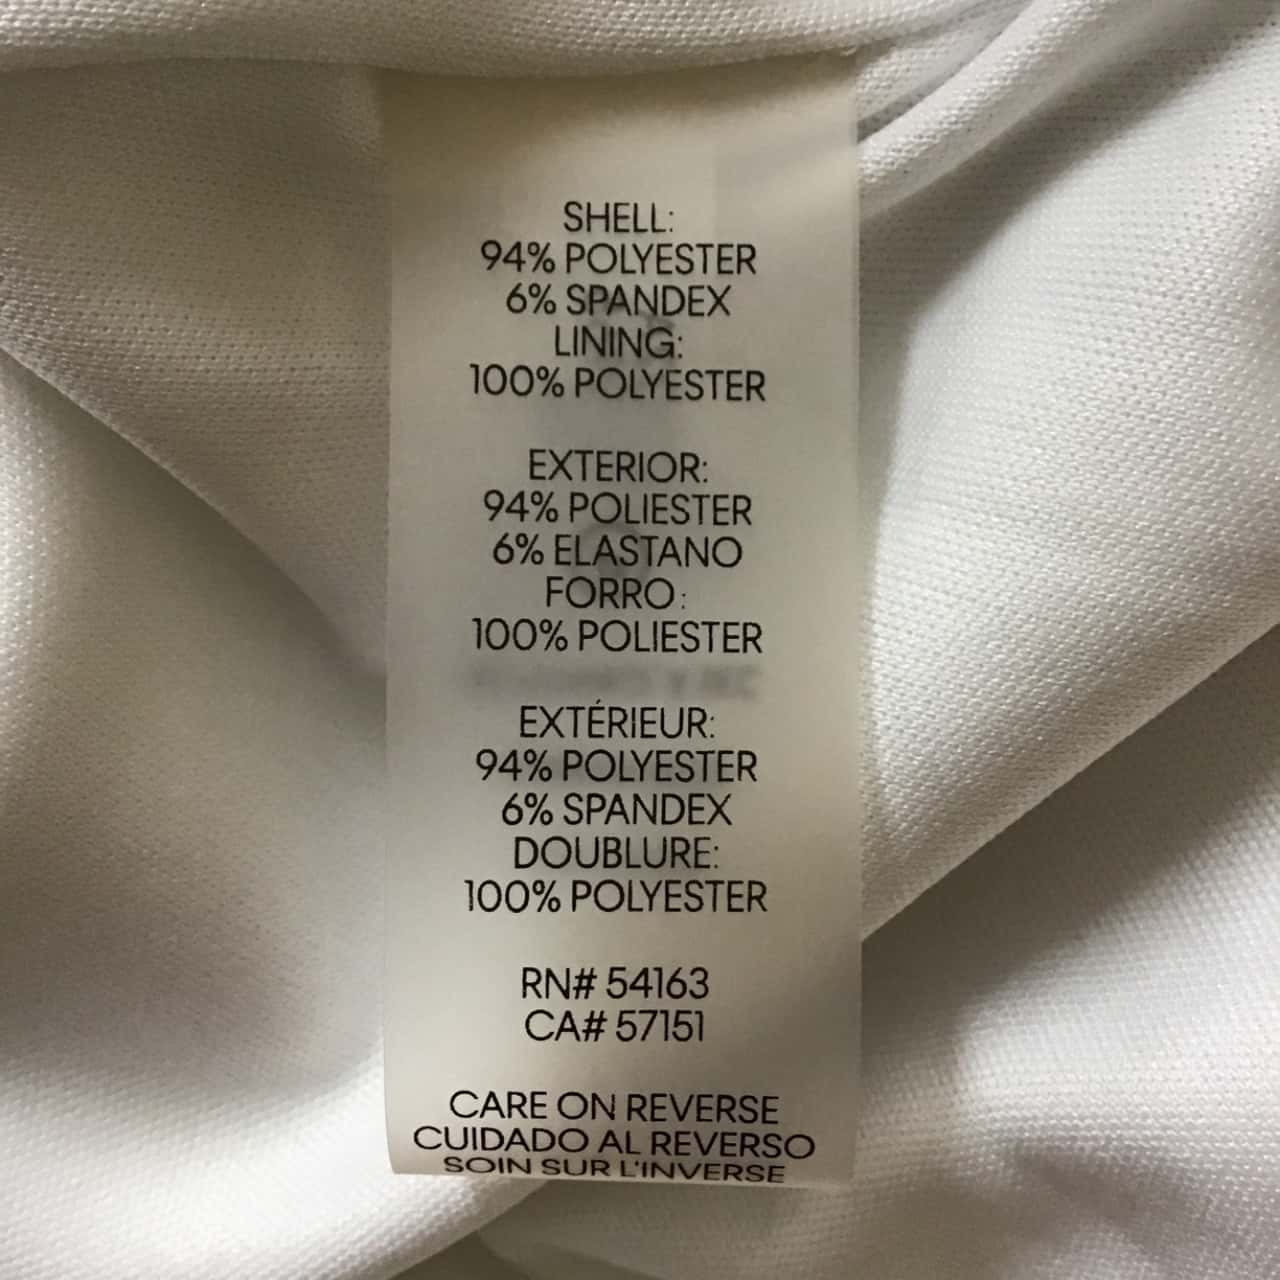 SHELL:
94% POLYESTER
6% SPANDEX
LINING:
100% POLYESTER
EXTERIOR:
94% POLIESTER
6% ELASTANO
FORRO:
100% POLIESTER
EXTÉRIEUR:
94% POLYESTER
6% SPANDEX
DOUBLURE:
100% POLYESTER
RN# 54163
CA# 57151
CARE ON REVERSE
CUIDADO AL REVERSO
SOIN SUR L'INVERSE